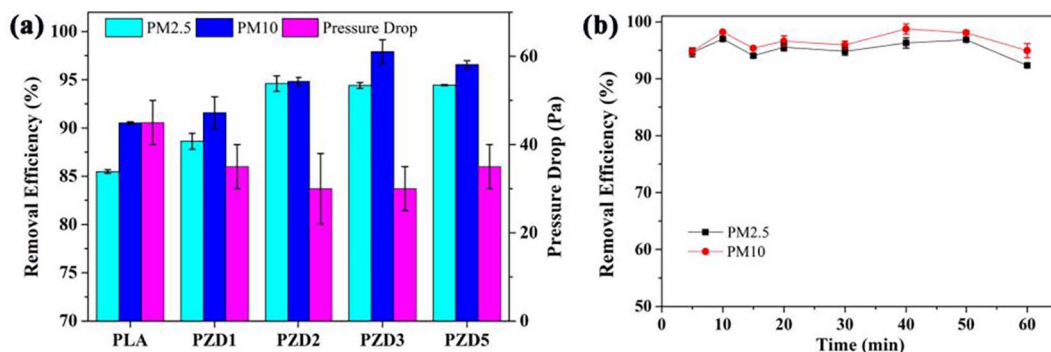 (a)
PM2.5 PM10 Pressure Drop
Removal Efficiency (%)
100
95
90
85
80
75
70
60
40
20
0
Pressure Drop (Pa)
PLA PZD1 PZD2 PZD3 PZD5
(b)
Removal Efficiency (%)
100
90
80
70
60
50
PM2.5
PM10
0 10 20 30 40 50 60
Time (min)